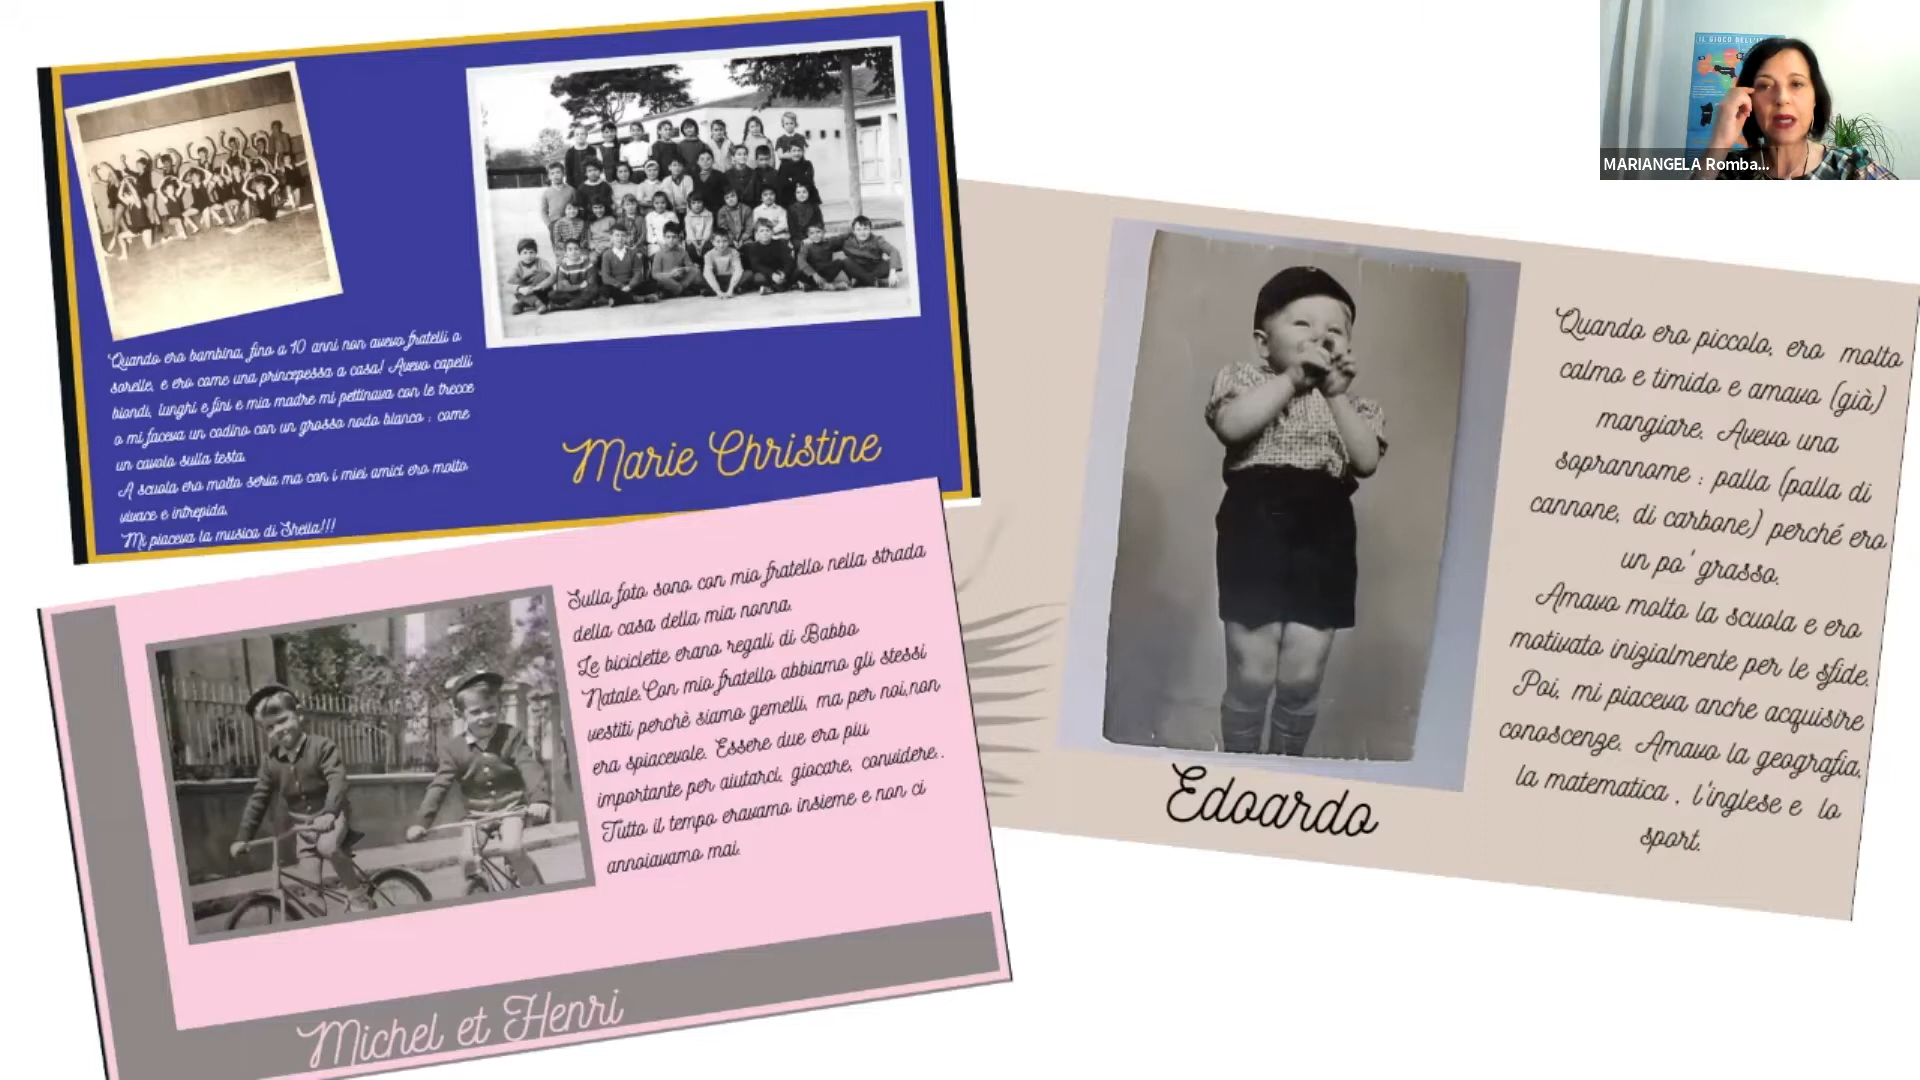 Quando ero bambina, fino a 10 anni non avevo fratelli o
sorelle, e ero come una principessa a casa! Avevo capelli
biondi, lunghi e fini e mia madre mi pettinava con le trecce
o mi faceva un codino con un grosso nodo bianco ; come
un cavolo sulla testa.
A scuola ero molto seria ma con i miei amici ero molto
vivace e intrepida.
Mi piaceva la musica di Sheila!!!
Marie Christine
Sulla foto sono con mio fratello nella strada
della casa della mia nonna.
Le biciclette erano regali di Babbo
Natale.Con mio fratello abbiamo gli stessi
vestiti perchè siamo gemelli, ma per noi,non
era spiacevole. Essere due era piu
importante per aiutarci, giocare, convidere..
Tutto il tempo eravamo insieme e non ci
annoiavamo mai.
Michel et Henri
Edoardo
Quando ero piccolo, ero molto
calmo e timido e amavo (già)
mangiare. Avevo una
soprannome : palla (palla di
cannone, di carbone) perché ero
un po' grasso.
Amavo molto la scuola e ero
motivato inizialmente per le sfide.
Poi, mi piaceva anche acquisire
conoscenze. Amavo la geografia,
la matematica , l'inglese e lo
sport.
IL GIOCO DELL'
MARIANGELA Romba...